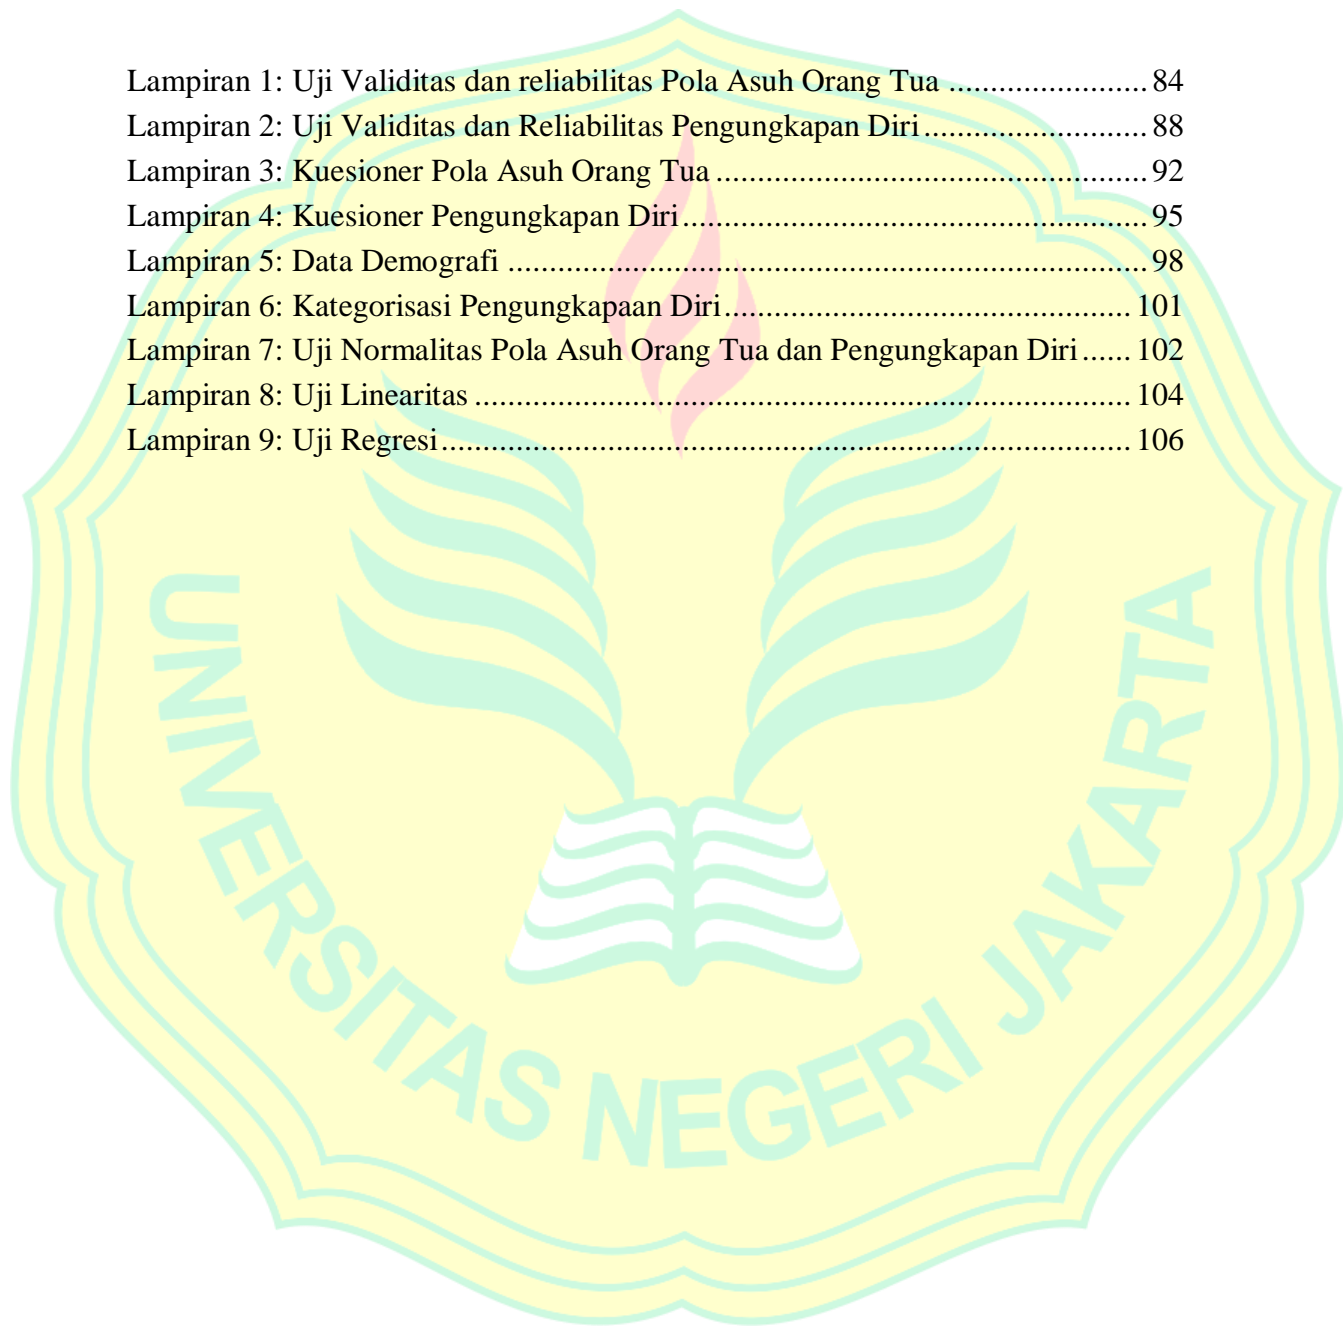 Lampiran 1: Uji Validitas dan reliabilitas Pola Asuh Orang Tua ........................ 84
Lampiran 2: Uji Validitas dan Reliabilitas Pengungkapan Diri ........................... 88
Lampiran 3: Kuesioner Pola Asuh Orang Tua .................................................... 92
Lampiran 4: Kuesioner Pengungkapan Diri ........................................................ 95
Lampiran 5: Data Demografi ............................................................................. 98
Lampiran 6: Kategorisasi Pengungkapaan Diri ................................................. 101
Lampiran 7: Uji Normalitas Pola Asuh Orang Tua dan Pengungkapan Diri ...... 102
Lampiran 8: Uji Linearitas ............................................................................... 104
Lampiran 9: Uji Regresi ................................................................................... 106
UNIVERSITAS NEGERI JAKARTA